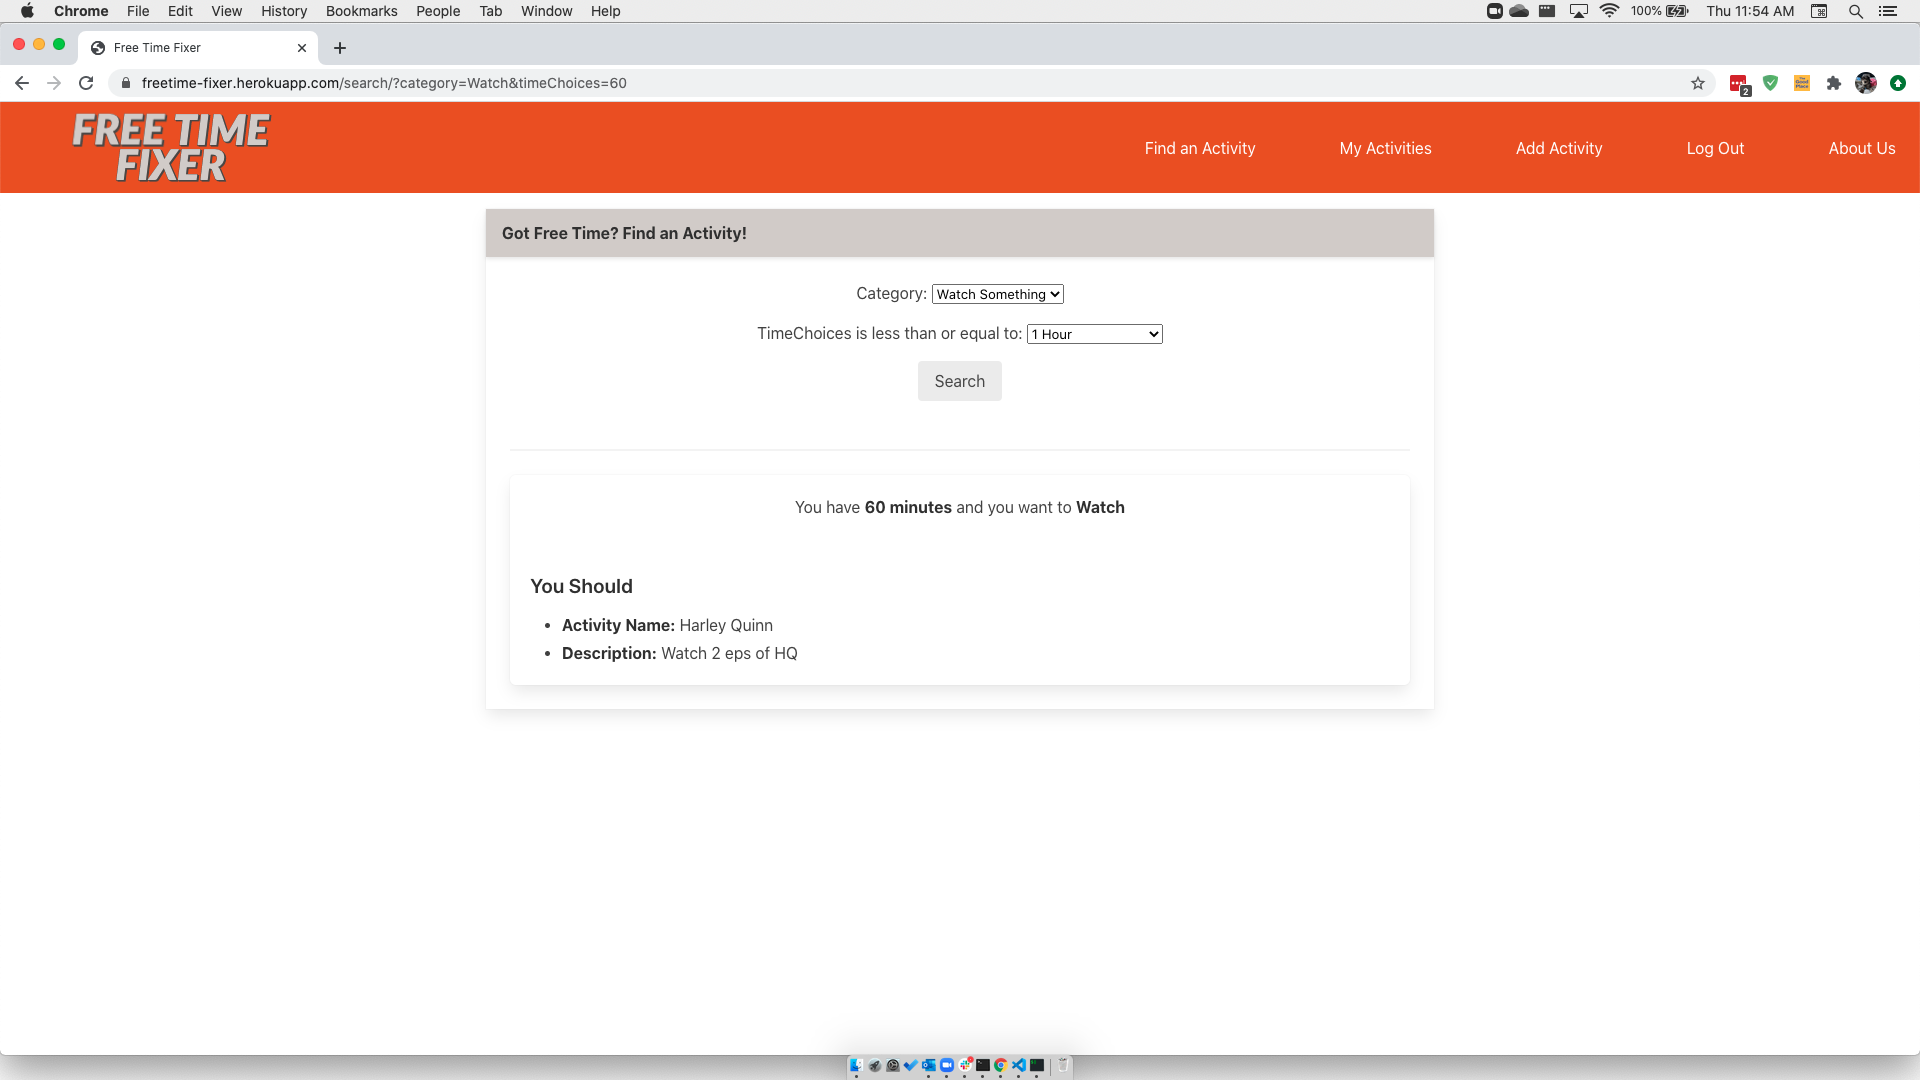 Chrome File Edit View History Bookmarks People Tab Window Help 100% Thu 11:54 AM
Free Time Fixer
freetime-fixer.herokuapp.com/search/?category=Watch&timeChoices=60
2
FREE TIME
FIXER
Find an Activity My Activities Add Activity Log Out About Us
Got Free Time? Find an Activity!
Category: Watch Something
TimeChoices is less than or equal to: 1 Hour
Search
You have 60 minutes and you want to Watch
You Should
• Activity Name: Harley Quinn
• Description: Watch 2 eps of HQ